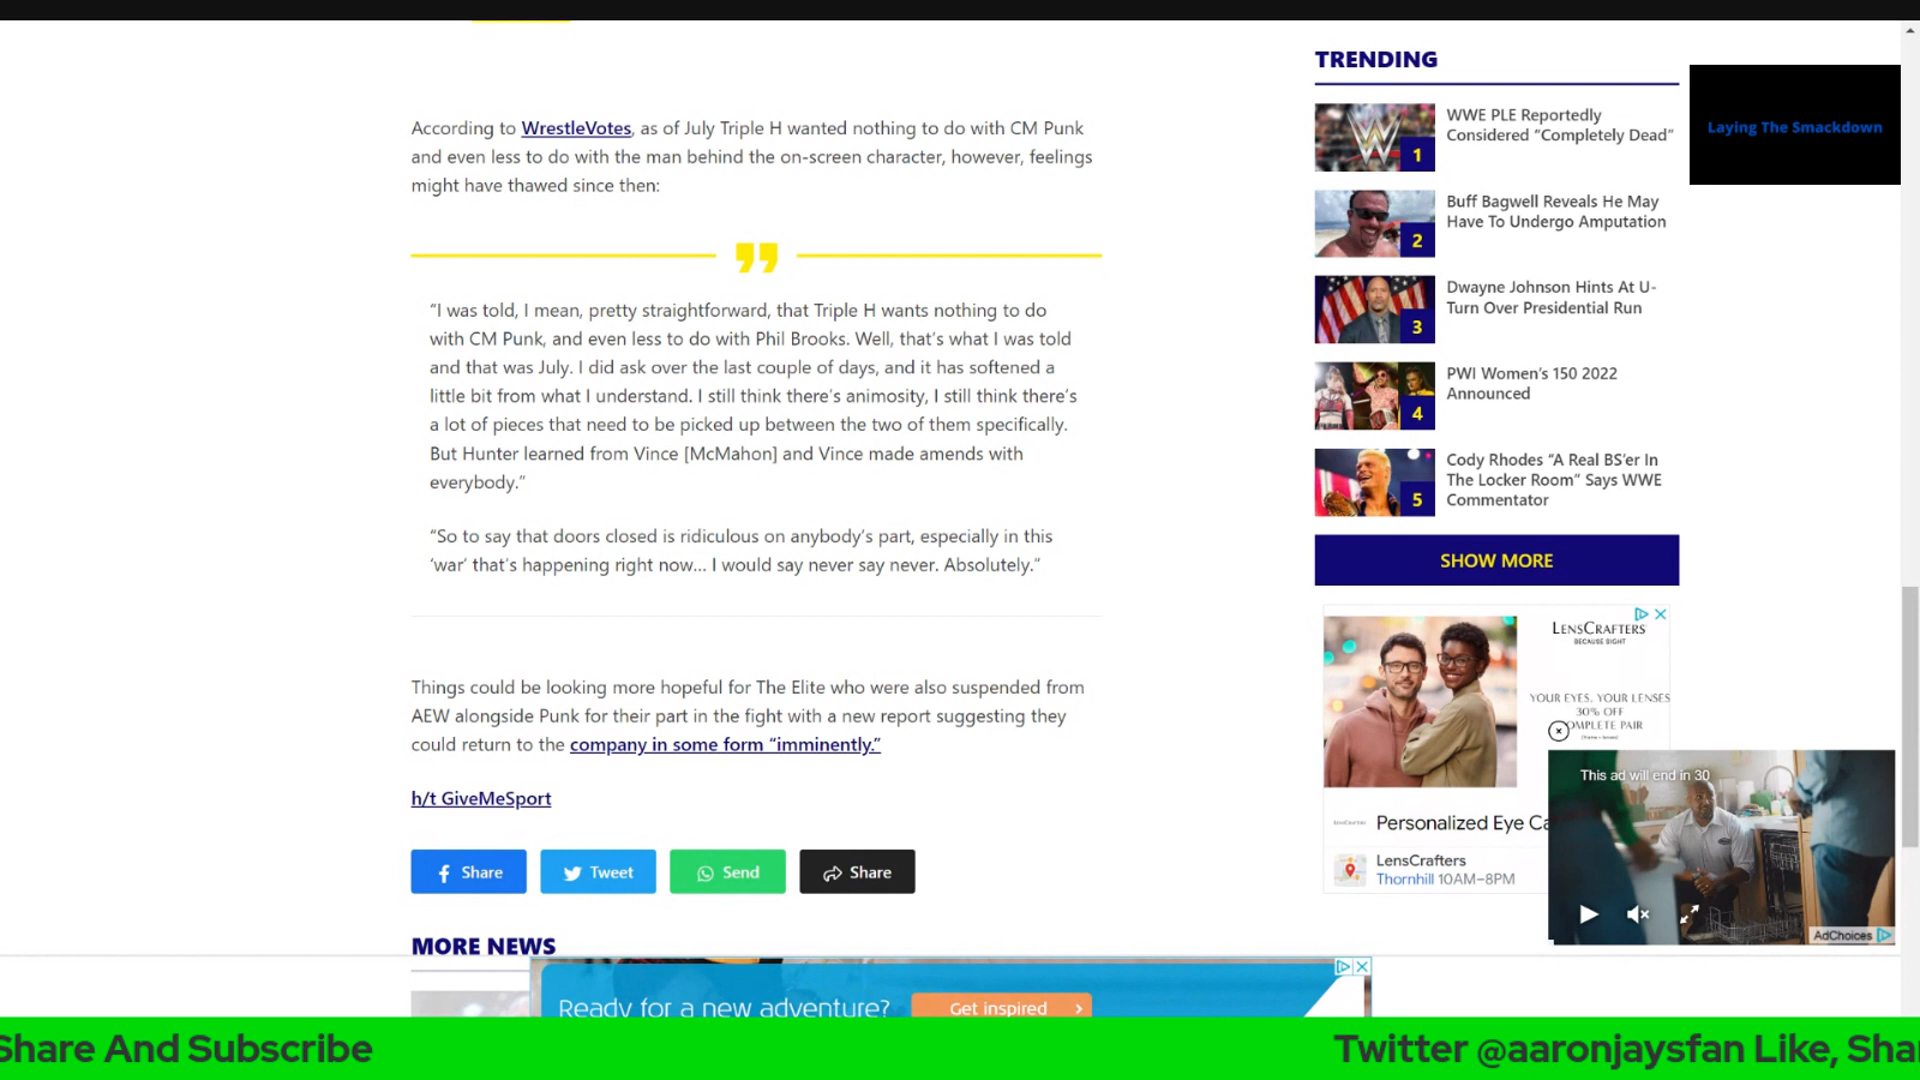 According to WrestleVotes, as of July Triple H wanted nothing to do with CM Punk
and even less to do with the man behind the on-screen character, however, feelings
might have thawed since then:
“I was told, I mean, pretty straightforward, that Triple H wants nothing to do
with CM Punk, and even less to do with Phil Brooks. Well, that’s what I was told
and that was July. I did ask over the last couple of days, and it has softened a
little bit from what I understand. I still think there’s animosity, I still think there’s
a lot of pieces that need to be picked up between the two of them specifically.
But Hunter learned from Vince [McMahon] and Vince made amends with
everybody.”
“So to say that doors closed is ridiculous on anybody’s part, especially in this
‘war’ that’s happening right now… I would say never say never. Absolutely.”
Things could be looking more hopeful for The Elite who were also suspended from
AEW alongside Punk for their part in the fight with a new report suggesting they
could return to the company in some form “imminently.”
h/t GiveMeSport
Share
Tweet
Send
Share
MORE NEWS
TRENDING
1
WWE PLE Reportedly
Considered “Completely Dead”
2
Buff Bagwell Reveals He May
Have To Undergo Amputation
3
Dwayne Johnson Hints At U-
Turn Over Presidential Run
4
PWI Women’s 150 2022
Announced
5
Cody Rhodes “A Real BS’er In
The Locker Room” Says WWE
Commentator
SHOW MORE
Laying The Smackdown
LENSCRAFTERS
BECAUSE SIGHT
YOUR EYES, YOUR LENSES
30% OFF
OMPLETE PAIR
Personalized Eye Ca
LensCrafters
Thornhill 10AM–8PM
This ad will end in 30
AdChoices
Ready for a new adventure?
Get inspired
Share And Subscribe
Twitter @aaronjaysfan Like, Shar